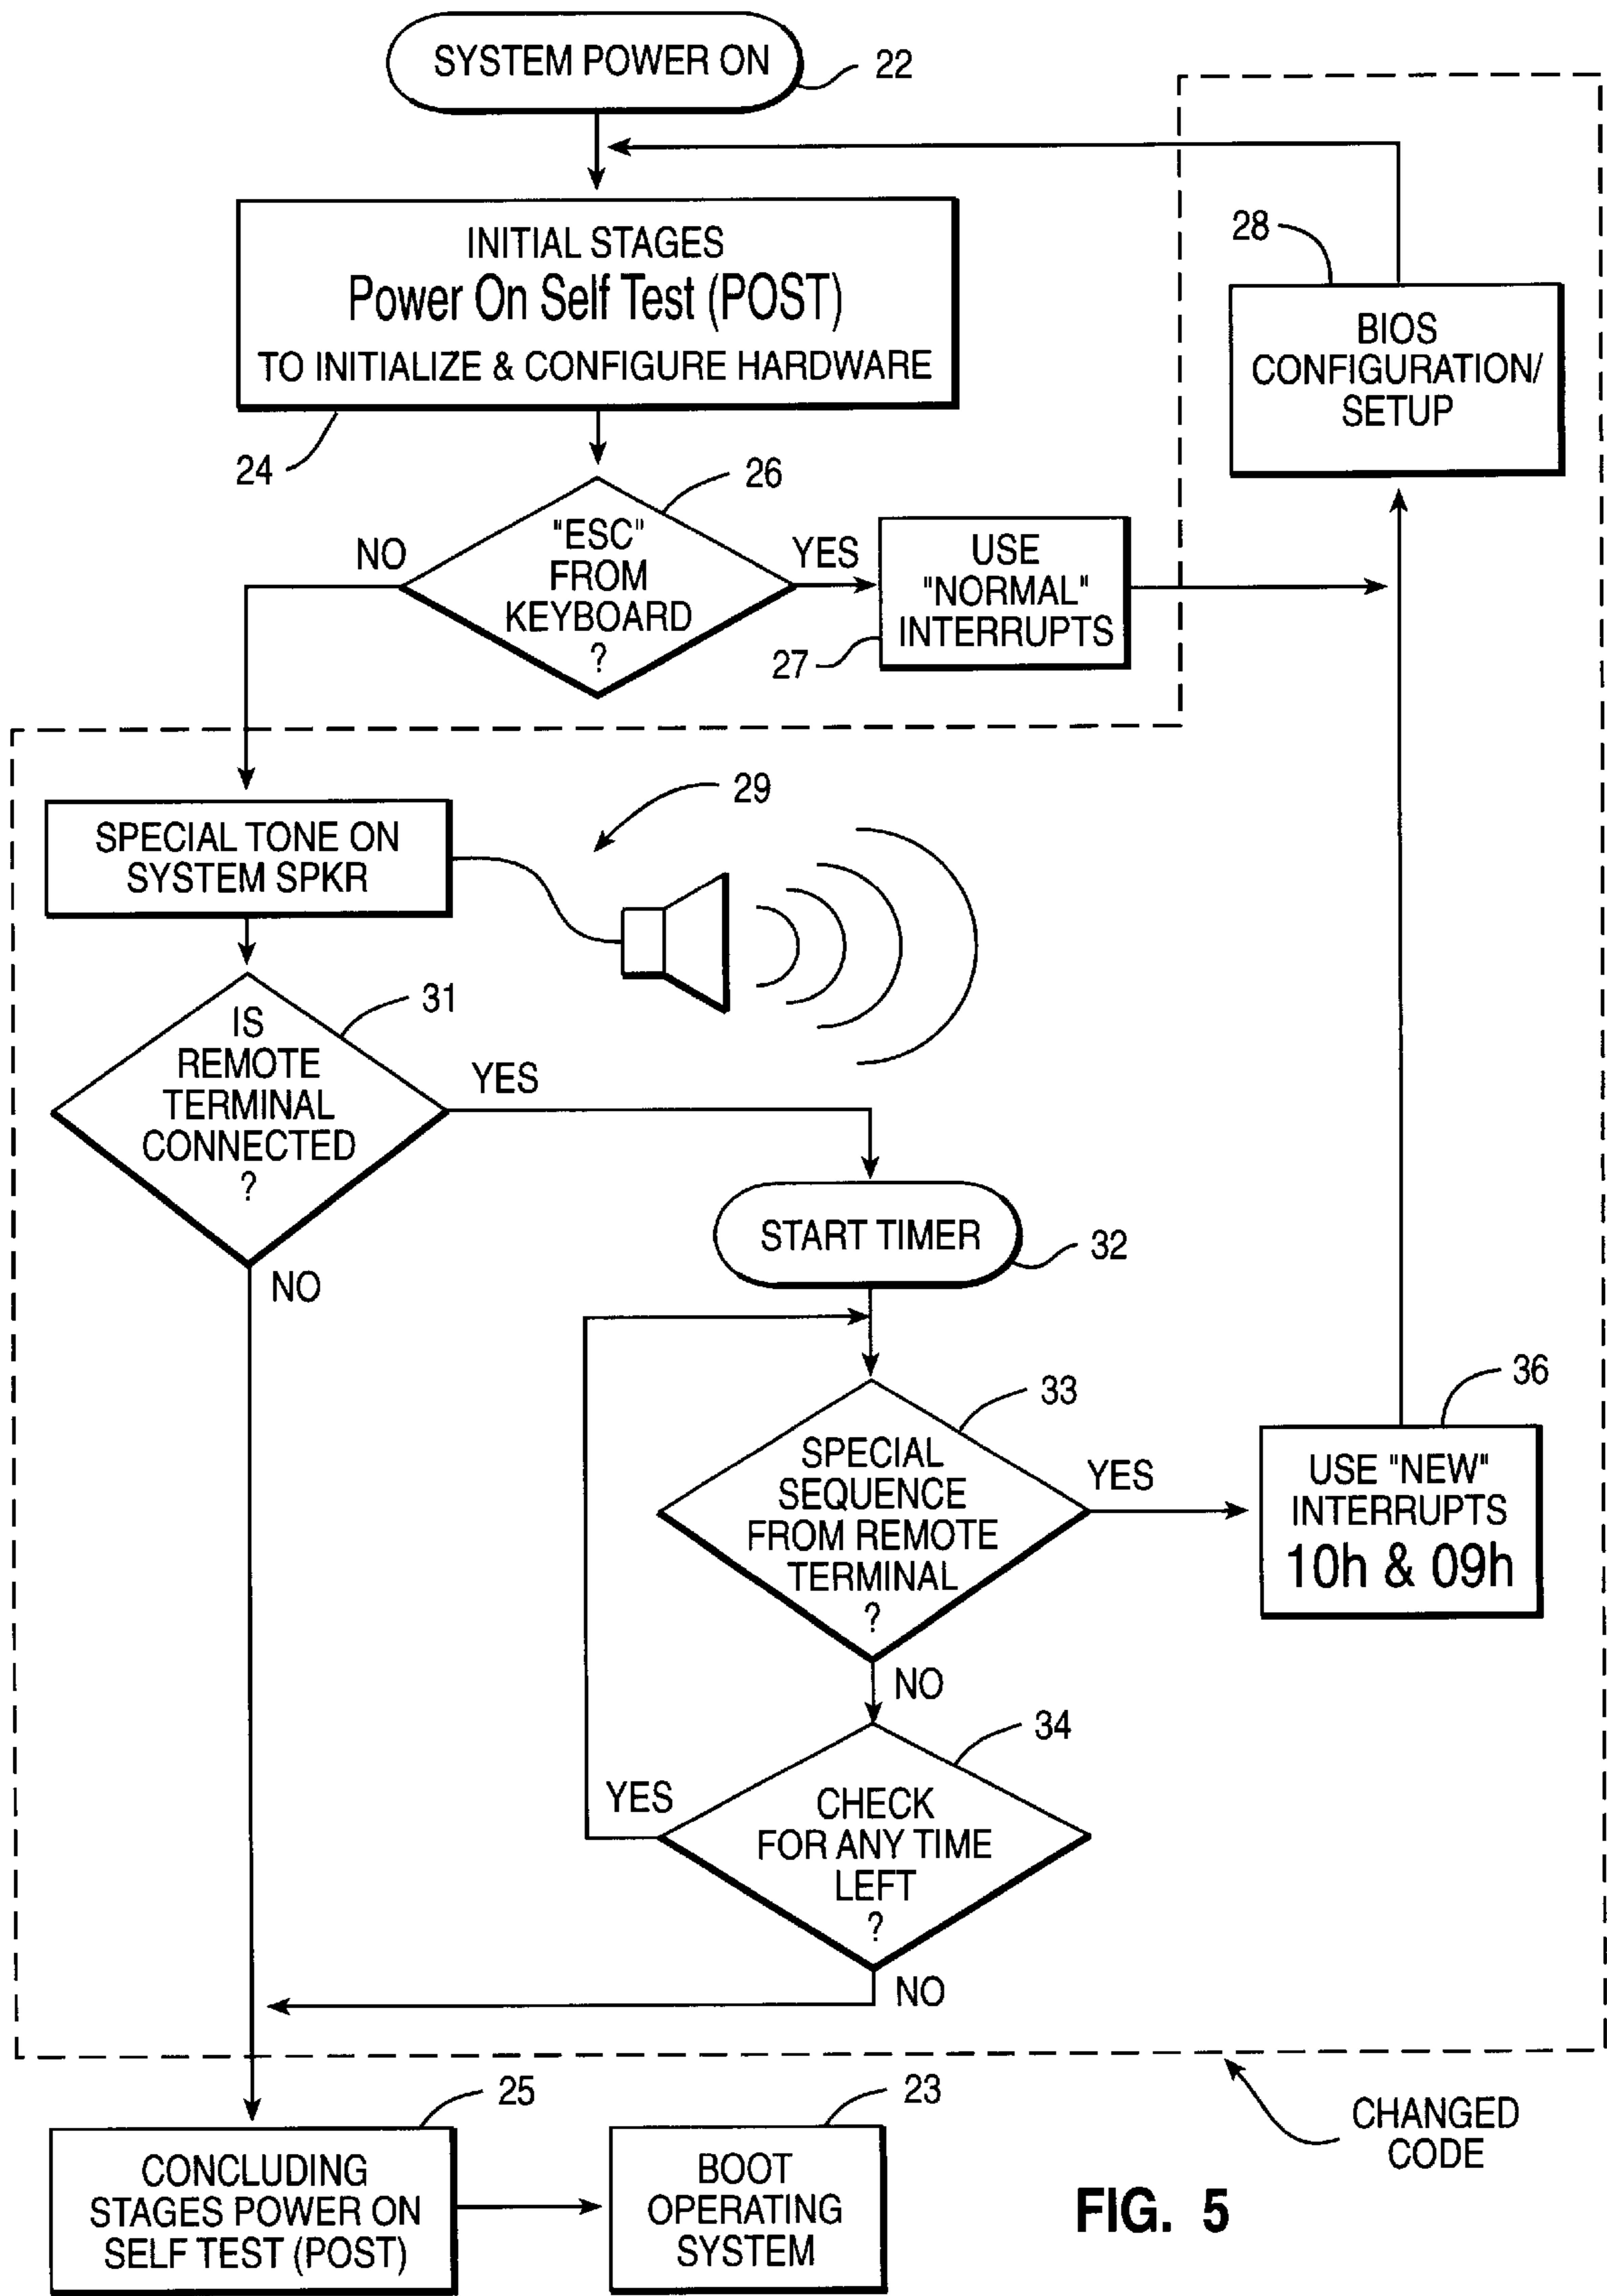 SYSTEM POWER ON
22
INITIAL STAGES
Power On Self Test (POST)
TO INITIALIZE & CONFIGURE HARDWARE
24
28
BIOS
CONFIGURATION/
SETUP
26
"ESC"
FROM
KEYBOARD
?
NO
YES
USE
"NORMAL"
INTERRUPTS
27
SPECIAL TONE ON
SYSTEM SPKR
29
IS
REMOTE
TERMINAL
CONNECTED
?
31
YES
NO
START TIMER
32
SPECIAL
SEQUENCE
FROM REMOTE
TERMINAL
?
33
YES
NO
36
USE "NEW"
INTERRUPTS
10h & 09h
34
CHECK
FOR ANY TIME
LEFT
?
YES
NO
CHANGED
CODE
25
CONCLUDING
STAGES POWER ON
SELF TEST (POST)
23
BOOT
OPERATING
SYSTEM
FIG. 5